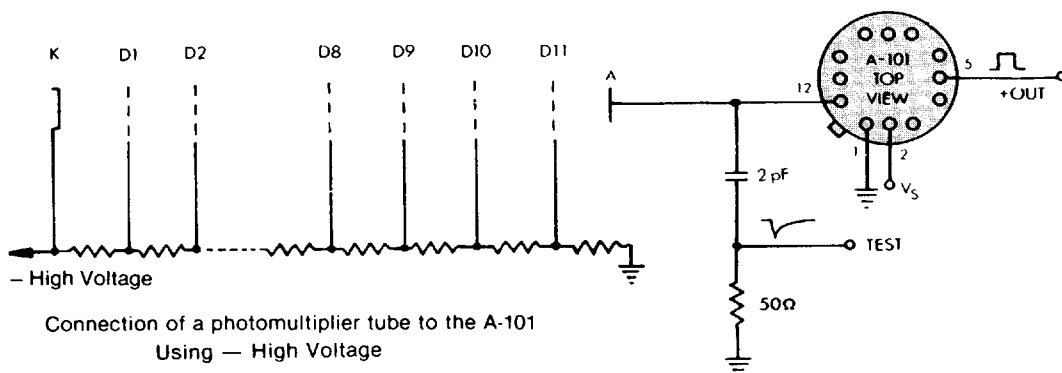 K D1 D2 D8 D9 D10 D11
A
A-101
TOP
VIEW
12
5
+OUT
1
2
VS
2 pF
TEST
50Ω
– High Voltage
Connection of a photomultiplier tube to the A-101
Using — High Voltage